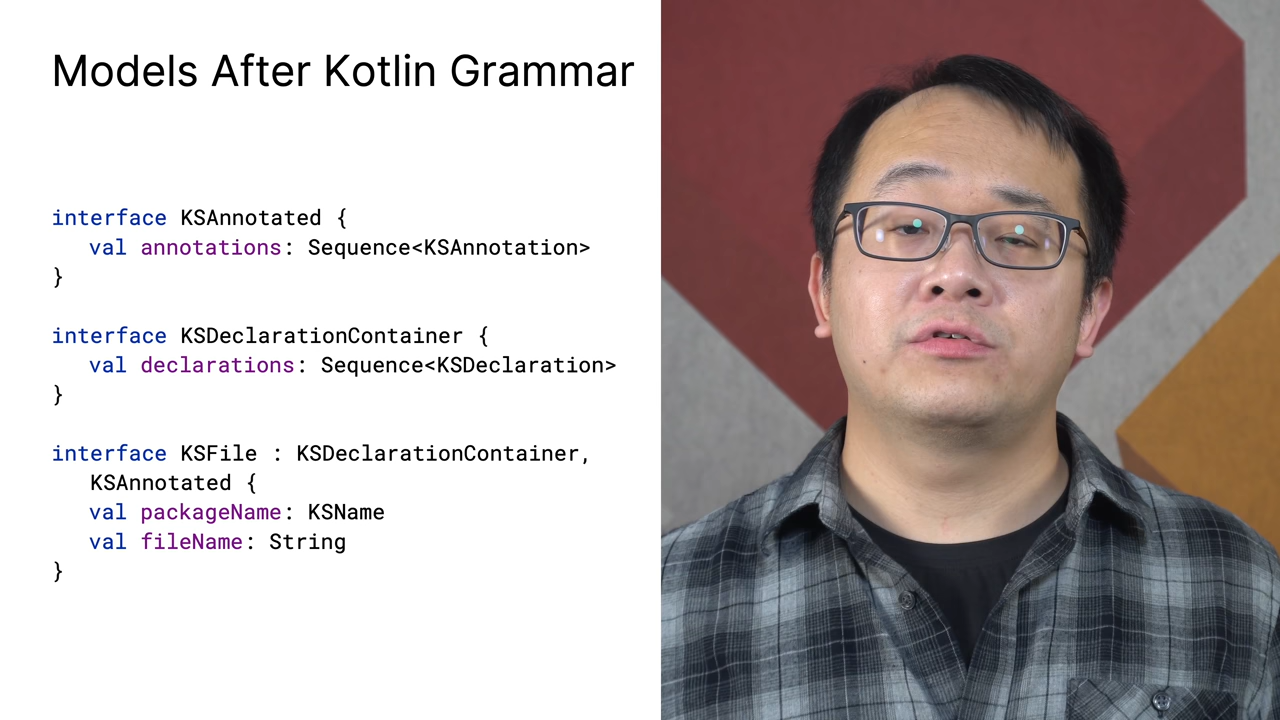 Models After Kotlin Grammar
interface KSAnnotated {
val annotations: Sequence<KSAnnotation>
}
interface KSDeclarationContainer {
val declarations: Sequence<KSDeclaration>
}
interface KSFile : KSDeclarationContainer,
KSAnnotated {
val packageName: KSName
val fileName: String
}